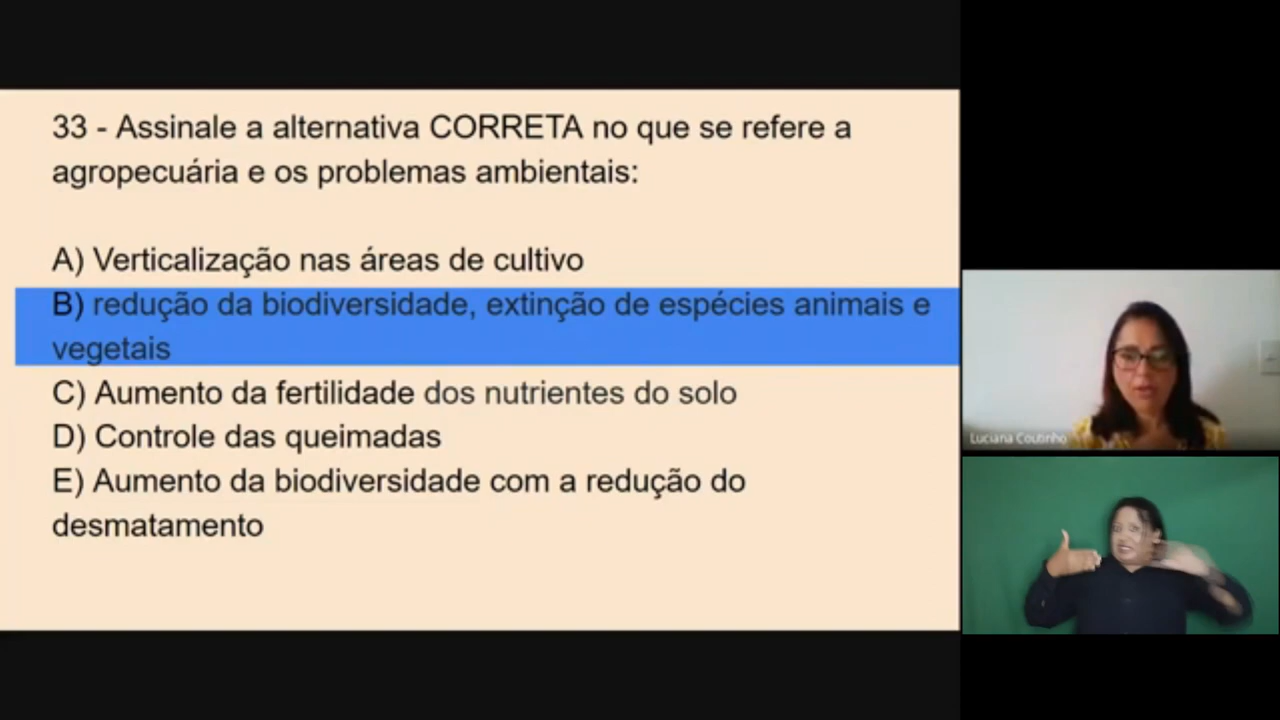 33 - Assinale a alternativa CORRETA no que se refere a
agropecuária e os problemas ambientais:
A) Verticalização nas áreas de cultivo
B) redução da biodiversidade, extinção de espécies animais e
vegetais
C) Aumento da fertilidade dos nutrientes do solo
D) Controle das queimadas
E) Aumento da biodiversidade com a redução do
desmatamento
Luciana Coutinho